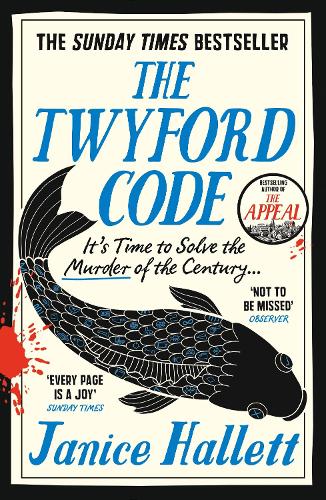 THE SUNDAY TIMES BESTSELLER
THE
TWYFORD
CODE
BESTSELLING
AUTHOR OF
THE
APPEAL
It's Time to Solve the
Murder of the Century...
'NOT TO
BE MISSED'
OBSERVER
'EVERY PAGE
IS A JOY'
SUNDAY TIMES
Janice Hallett